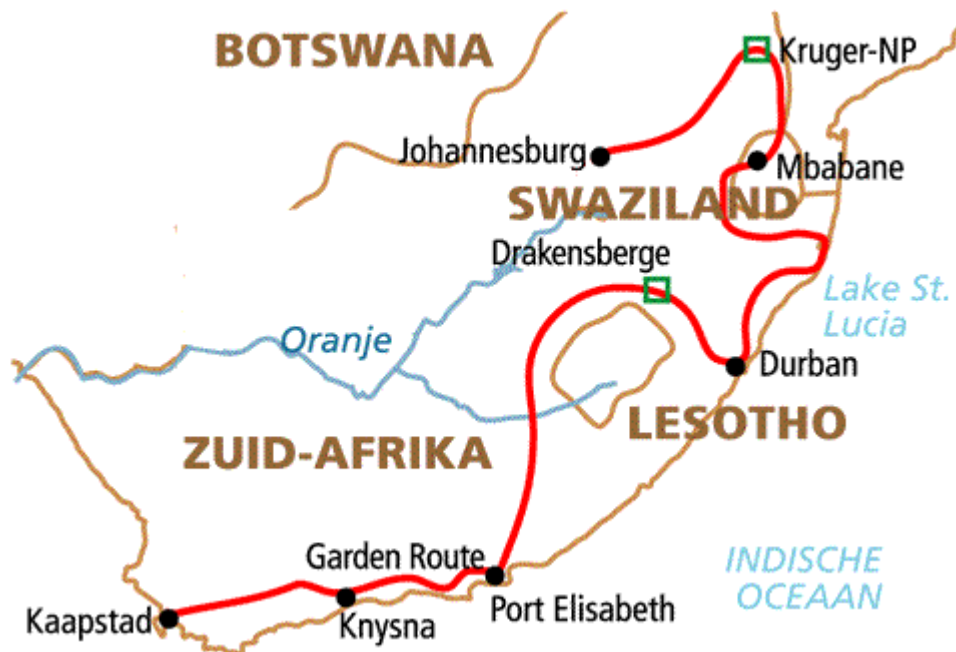 BOTSWANA
Kruger-NP
Johannesburg
Mbabane
SWAZILAND
Drakensberge
Lake St.
Lucia
Oranje
Durban
LESOTHO
ZUID-AFRIKA
Garden Route
INDISCHE
OCEAAN
Port Elisabeth
Kaapstad
Knysna